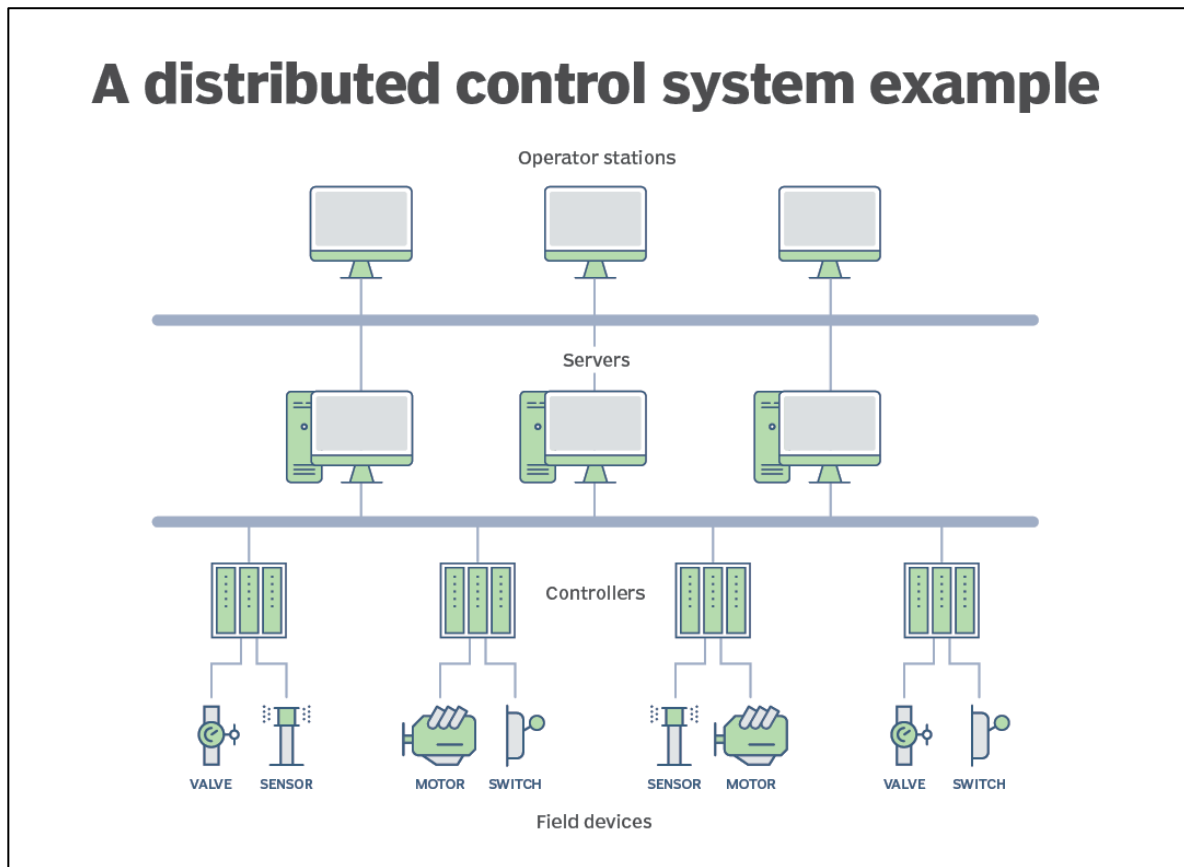 A distributed control system example
Operator stations
Servers
Controllers
VALVE SENSOR MOTOR SWITCH SENSOR MOTOR VALVE SWITCH
Field devices